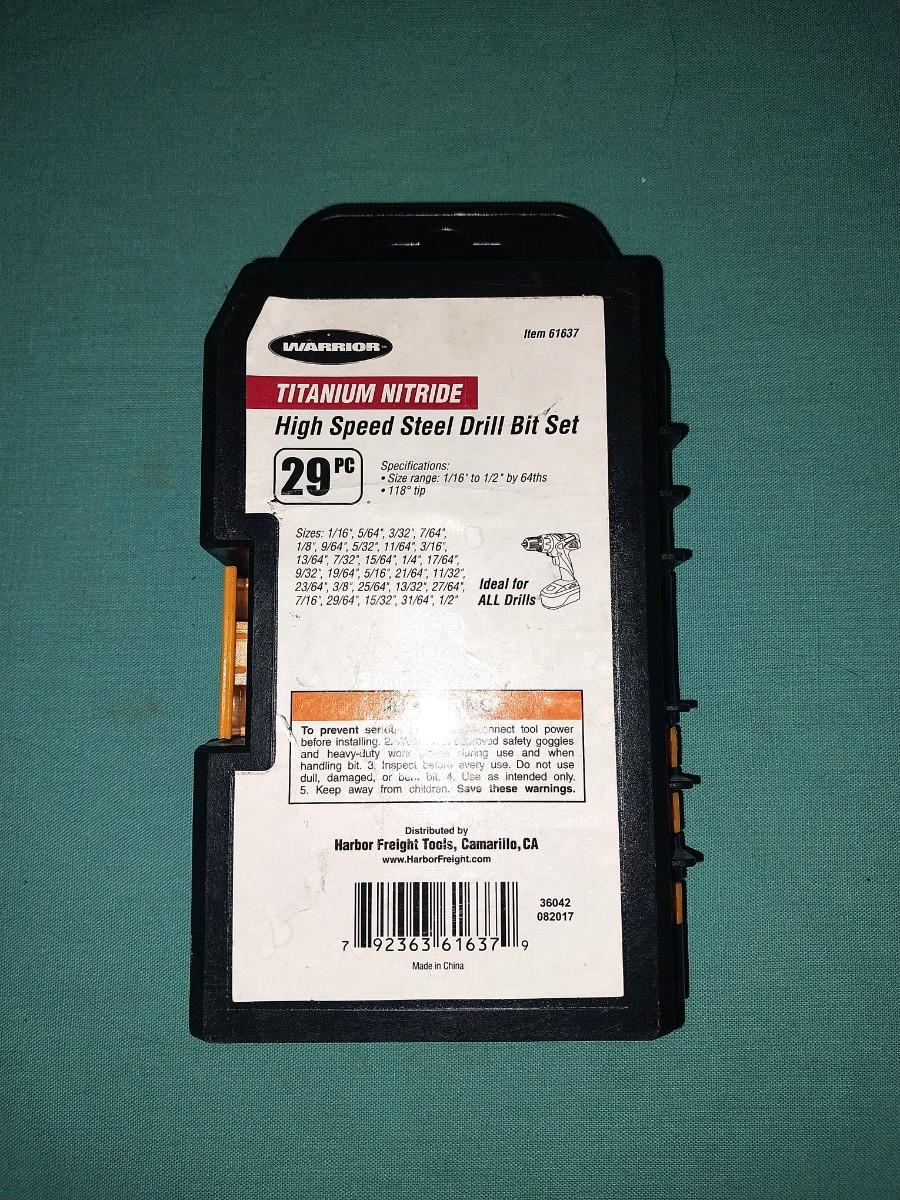 WARRIOR™
Item 61637
TITANIUM NITRIDE
High Speed Steel Drill Bit Set
29 PC
Specifications:
• Size range: 1/16" to 1/2" by 64ths
• 118° tip
Sizes: 1/16", 5/64", 3/32", 7/64",
1/8", 9/64", 5/32", 11/64", 3/16",
13/64", 7/32", 15/64", 1/4", 17/64",
9/32", 19/64", 5/16", 21/64", 11/32",
23/64", 3/8", 25/64", 13/32", 27/64",
7/16", 29/64", 15/32", 31/64", 1/2"
Ideal for
ALL Drills
To prevent tool power
before installing. 2. safety goggles
and heavy-duty work during use and when
handling bit. 3. Inspect before every use. Do not use
dull, damaged, or bent bit. 4. Use as intended only.
5. Keep away from children. Save these warnings.
Distributed by
Harbor Freight Tools, Camarillo, CA
www.HarborFreight.com
36042
082017
7 92363 61637 9
Made in China